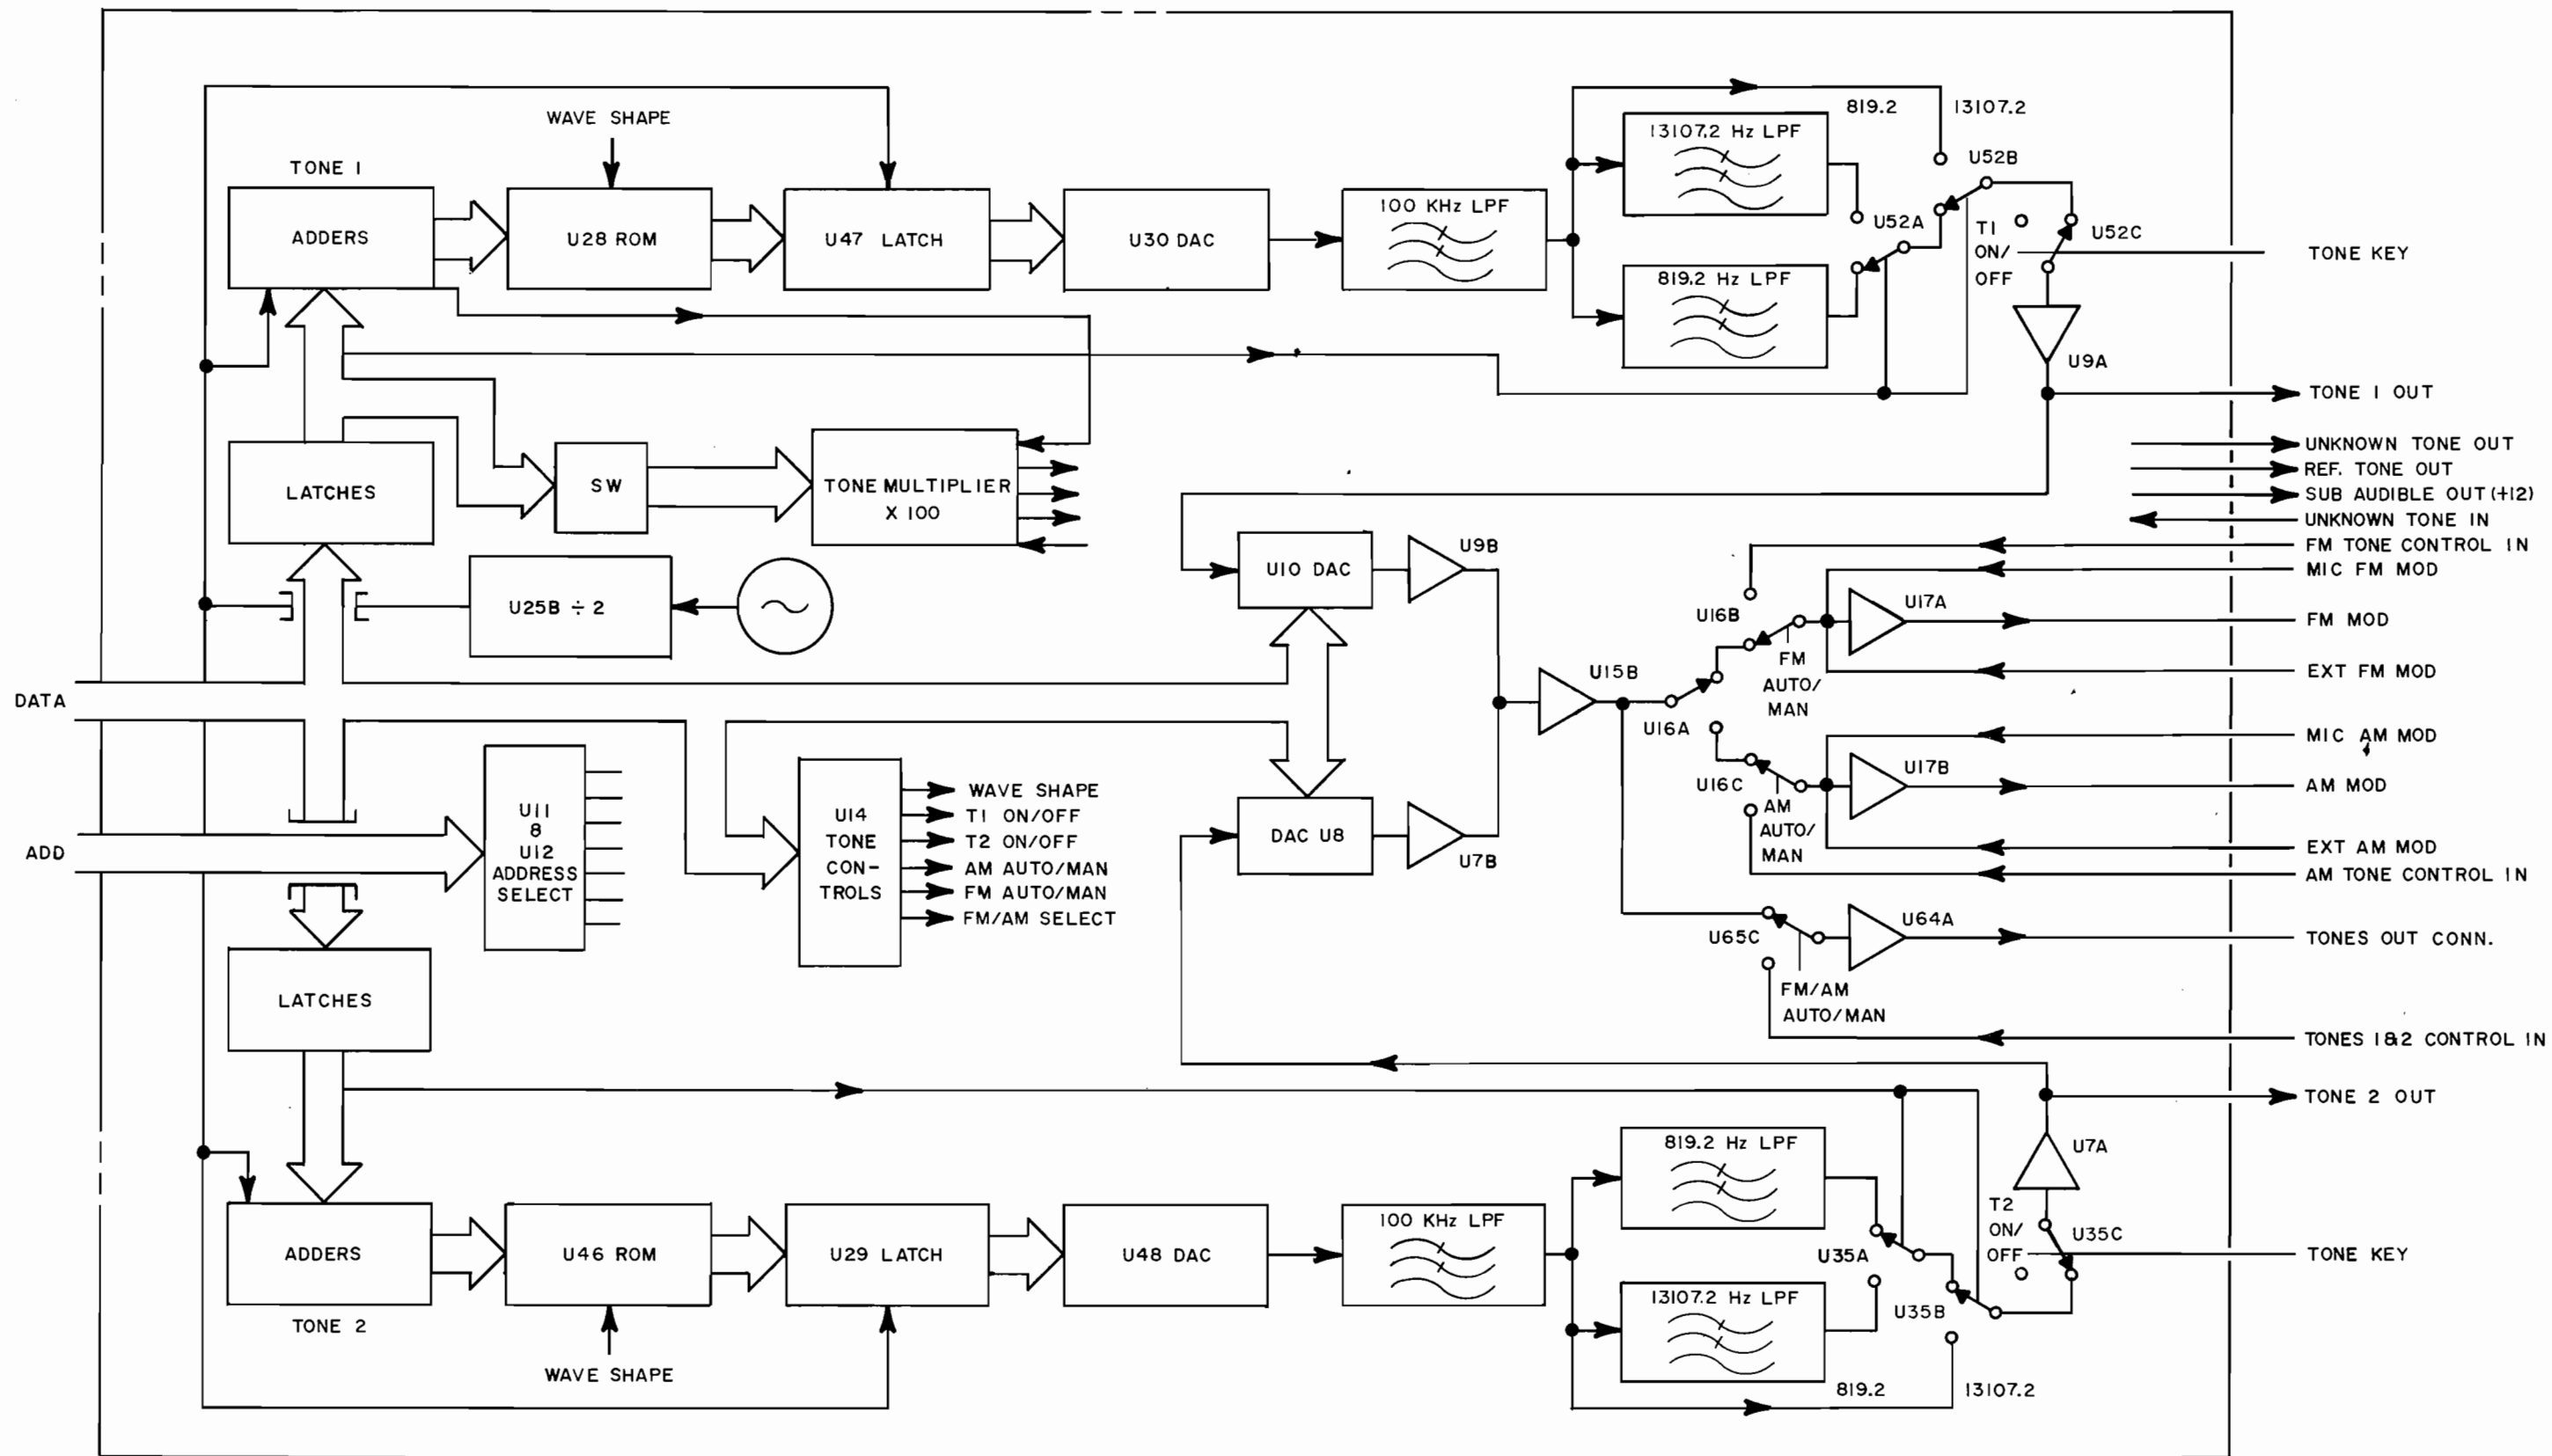 819.2
13107.2
WAVE SHAPE
13107.2 Hz LPF
TONE 1
U52B
100 KHz LPF
U52A
T1
ON/
OFF
U52C
ADDERS
U28 ROM
U47 LATCH
U30 DAC
TONE KEY
819.2 Hz LPF
U9A
TONE 1 OUT
UNKNOWN TONE OUT
REF. TONE OUT
SUB AUDIBLE OUT (+12)
UNKNOWN TONE IN
LATCHES
SW
TONE MULTIPLIER
X 100
FM TONE CONTROL IN
MIC FM MOD
U9B
U10 DAC
U25B ÷ 2
U16B
U17A
FM MOD
FM
AUTO/
MAN
EXT FM MOD
U15B
DATA
U16A
MIC AM MOD
U17B
U16C
AM MOD
AM
AUTO/
MAN
U11
8
U12
ADDRESS
SELECT
U14
TONE
CON-
TROLS
WAVE SHAPE
T1 ON/OFF
T2 ON/OFF
AM AUTO/MAN
FM AUTO/MAN
FM/AM SELECT
DAC U8
U7B
ADD
EXT AM MOD
AM TONE CONTROL IN
U64A
U65C
TONES OUT CONN.
FM/AM
AUTO/MAN
LATCHES
TONES 1&2 CONTROL IN
TONE 2 OUT
819.2 Hz LPF
U7A
T2
ON/
OFF
U35C
100 KHz LPF
ADDERS
U46 ROM
U29 LATCH
U48 DAC
U35A
TONE KEY
13107.2 Hz LPF
U35B
TONE 2
WAVE SHAPE
819.2
13107.2